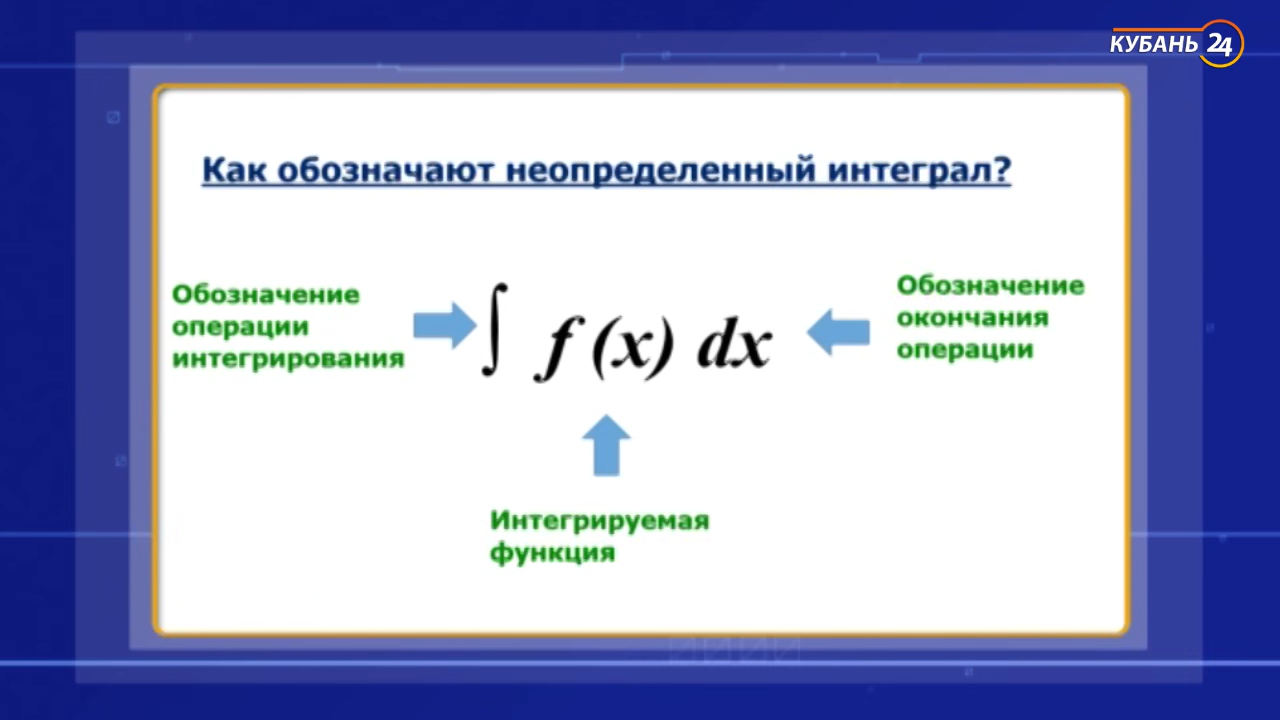 КУБАНЬ 24
Как обозначают неопределенный интеграл?
Обозначение
операции
интегрирования
∫ f (x) dx
Обозначение
окончания
операции
Интегрируемая
функция